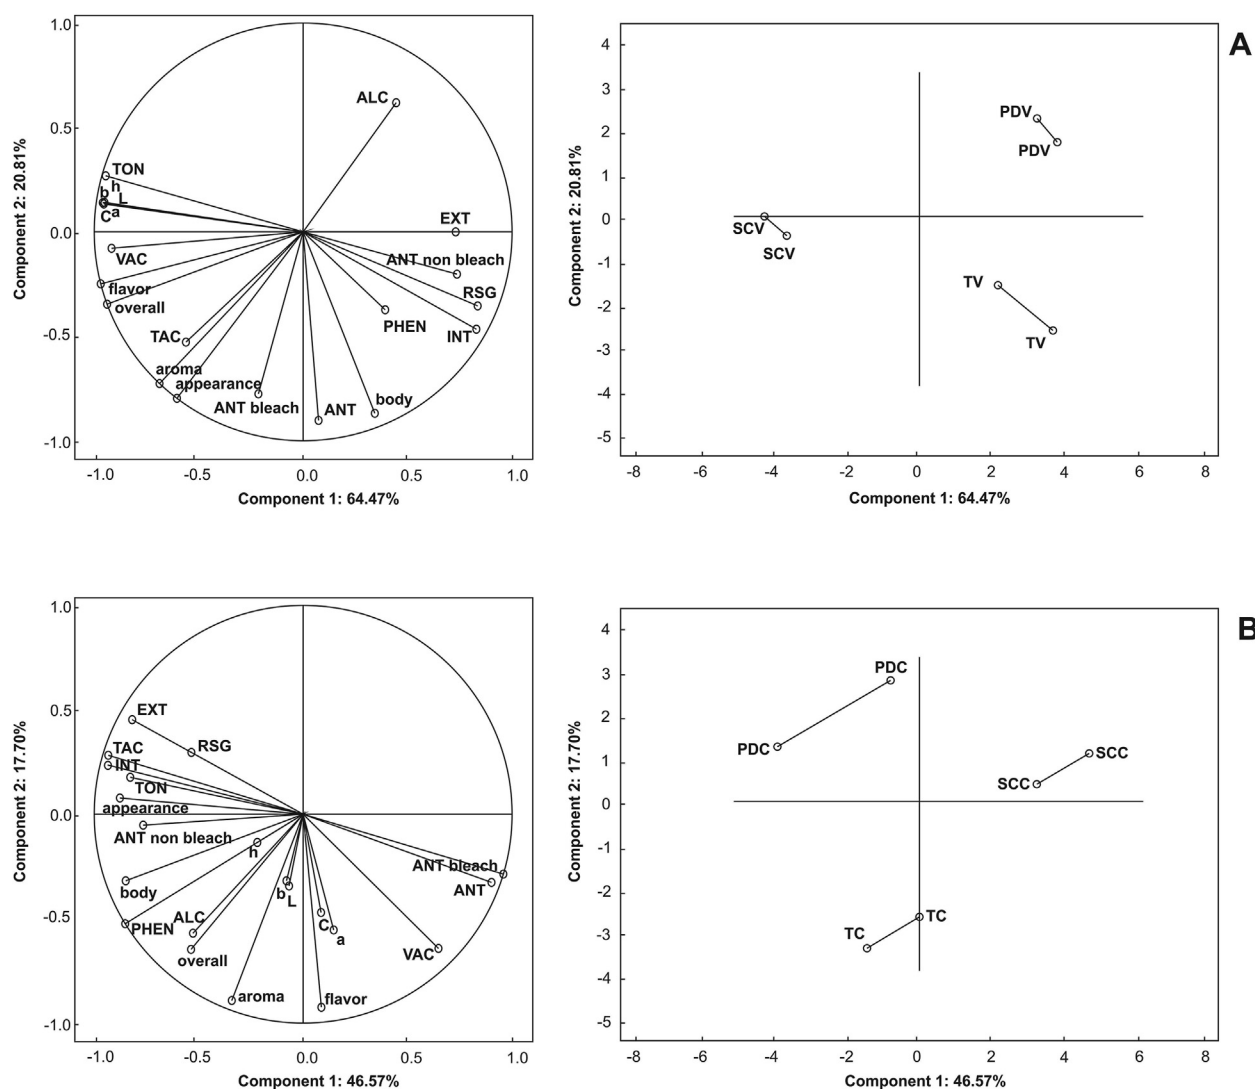 A
1.0
0.5
0.0
-0.5
-1.0
Component 2: 20.81%
ALC
TON
h
b
L
C
a
EXT
VAC
ANT non bleach
flavor
RSG
overall
PHEN
INT
TAC
aroma
appearance
ANT bleach
ANT
body
-1.0 -0.5 0.0 0.5 1.0
Component 1: 64.47%
4
3
2
1
0
-1
-2
-3
-4
-5
Component 2: 20.81%
PDV
PDV
SCV
SCV
TV
TV
-8 -6 -4 -2 0 2 4 6 8
Component 1: 64.47%
B
1.0
0.5
0.0
-0.5
-1.0
Component 2: 17.70%
EXT
RSG
TAC
INT
TON
appearance
ANT non bleach
h
ANT bleach
body
b
L
ANT
PHEN
ALC
C
a
overall
VAC
aroma
flavor
-1.0 -0.5 0.0 0.5 1.0
Component 1: 46.57%
4
3
2
1
0
-1
-2
-3
-4
-5
Component 2: 17.70%
PDC
PDC
SCC
SCC
TC
TC
-8 -6 -4 -2 0 2 4 6 8
Component 1: 46.57%